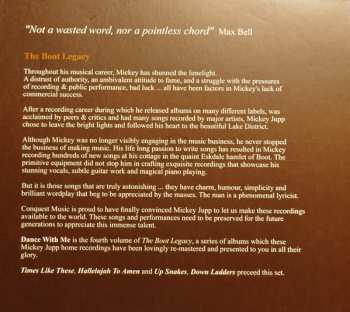 "Not a wasted word, nor a pointless chord" Max Bell
The Boot Legacy
Throughout his musical career, Mickey has shunned the limelight.
A distrust of authority, an ambivalent attitude to fame, and a struggle with the pressures
of recording & public performance, bad luck ... all have been factors in Mickey's lack of
commercial success.
After a recording career during which he released albums on many different labels, was
acclaimed by peers & critics and had many songs recorded by major artists, Mickey Jupp
chose to leave the bright lights and followed his heart to the beautiful Lake District.
Although Mickey was no longer visibly engaging in the music business, he never stopped
the business of making music. His life long passion to write songs has resulted in Mickey
recording hundreds of new songs at his cottage in the quaint Eskdale hamlet of Boot. The
primitive equipment did not stop him in crafting exquisite recordings that showcase his
stunning vocals, subtle guitar work and magical piano playing.
But it is those songs that are truly astonishing ... they have charm, humour, simplicity and
brilliant wordplay that beg to be appreciated by the masses. The man is a phenomenal lyricist.
Conquest Music is proud to have finally convinced Mickey Jupp to let us make these recordings
available to the world. These songs and performances need to be preserved for the future
generations to appreciate this immense talent.
Dance With Me is the fourth volume of The Boot Legacy, a series of albums which these
Mickey Jupp home recordings have been lovingly re-mastered and presented to you in all their
glory.
Times Like These, Hallelujah To Amen and Up Snakes, Down Ladders preceed this set.